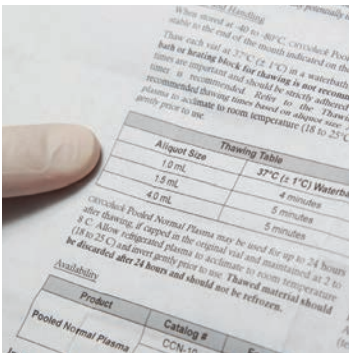 and Handling
When stored at -40 to -80°C, CRYOcheck Pooled
stable to the end of the month indicated on the
Thaw each vial at 37°C (± 1°C) in a waterbath
bath or heating block for thawing is not recom
times are important and should be strictly adhered
timer is recommended. Refer to the Thawing
recommended thawing times based on aliquot size
plasma to acclimate to room temperature (18 to 25°C
gently prior to use.
Thawing Table
Aliquot Size 37°C (± 1°C) Waterba
1.0 mL 4 minutes
1.5 mL 5 minutes
4.0 mL 5 minutes
CRYOcheck Pooled Normal Plasma may be used for up to 24 hours
after thawing, if capped in the original vial and maintained at 2 to
8°C. Allow refrigerated plasma to acclimate to room temperature
(18 to 25°C) and invert gently prior to use. Thawed material should
be discarded after 24 hours and should not be refrozen.
Availability
Product Catalog #
Pooled Normal Plasma CCN-10